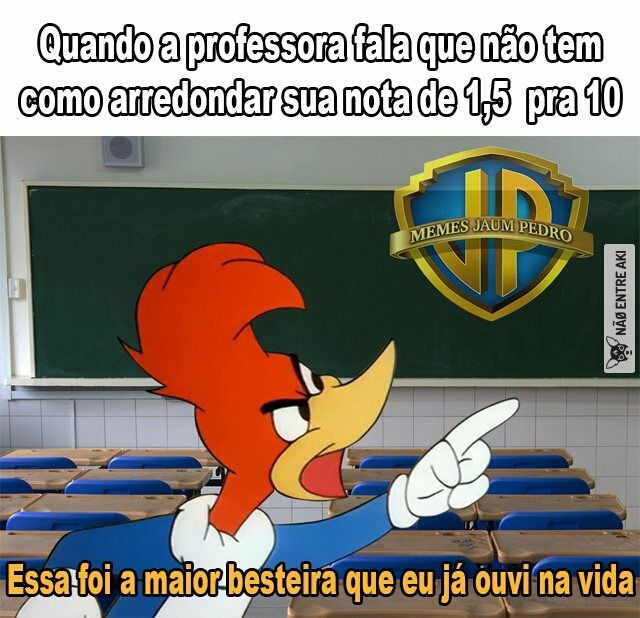 Quando a professora fala que não tem
como arredondar sua nota de 1,5 pra 10
JP
MEMES JAUM PEDRO
NÃO ENTRE AKI
Essa foi a maior besteira que eu já ouvi na vida